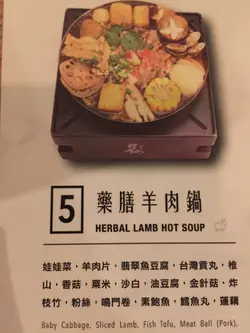 5
藥膳羊肉鍋
HERBAL LAMB HOT SOUP
娃娃菜，羊肉片，翡翠魚豆腐，台灣貢丸，椎
山，香菇，粟米，沙白，油豆腐，金針菇，炸
枝竹，粉絲，鳴門卷，素鮑魚，鱈魚丸，蓮藕
Baby Cabbage, Sliced Lamb, Fish Tofu, Meat Ball (Pork),